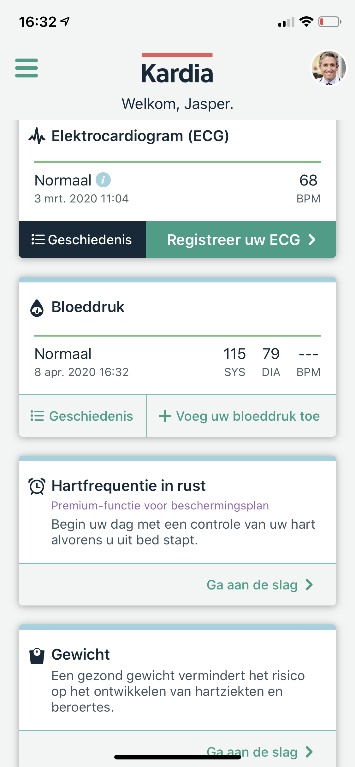 16:32
Kardia
Welkom, Jasper.
Elektrocardiogram (ECG)
Normaal i
68
3 mrt. 2020 11:04
BPM
Geschiedenis
Registreer uw ECG
Bloeddruk
Normaal
115 79 ---
8 apr. 2020 16:32
SYS DIA BPM
Geschiedenis
+ Voeg uw bloeddruk toe
Hartfrequentie in rust
Premium-functie voor beschermingsplan
Begin uw dag met een controle van uw hart
alvorens u uit bed stapt.
Ga aan de slag
Gewicht
Een gezond gewicht vermindert het risico
op het ontwikkelen van hartziekten en
beroertes.
Ga aan de slag